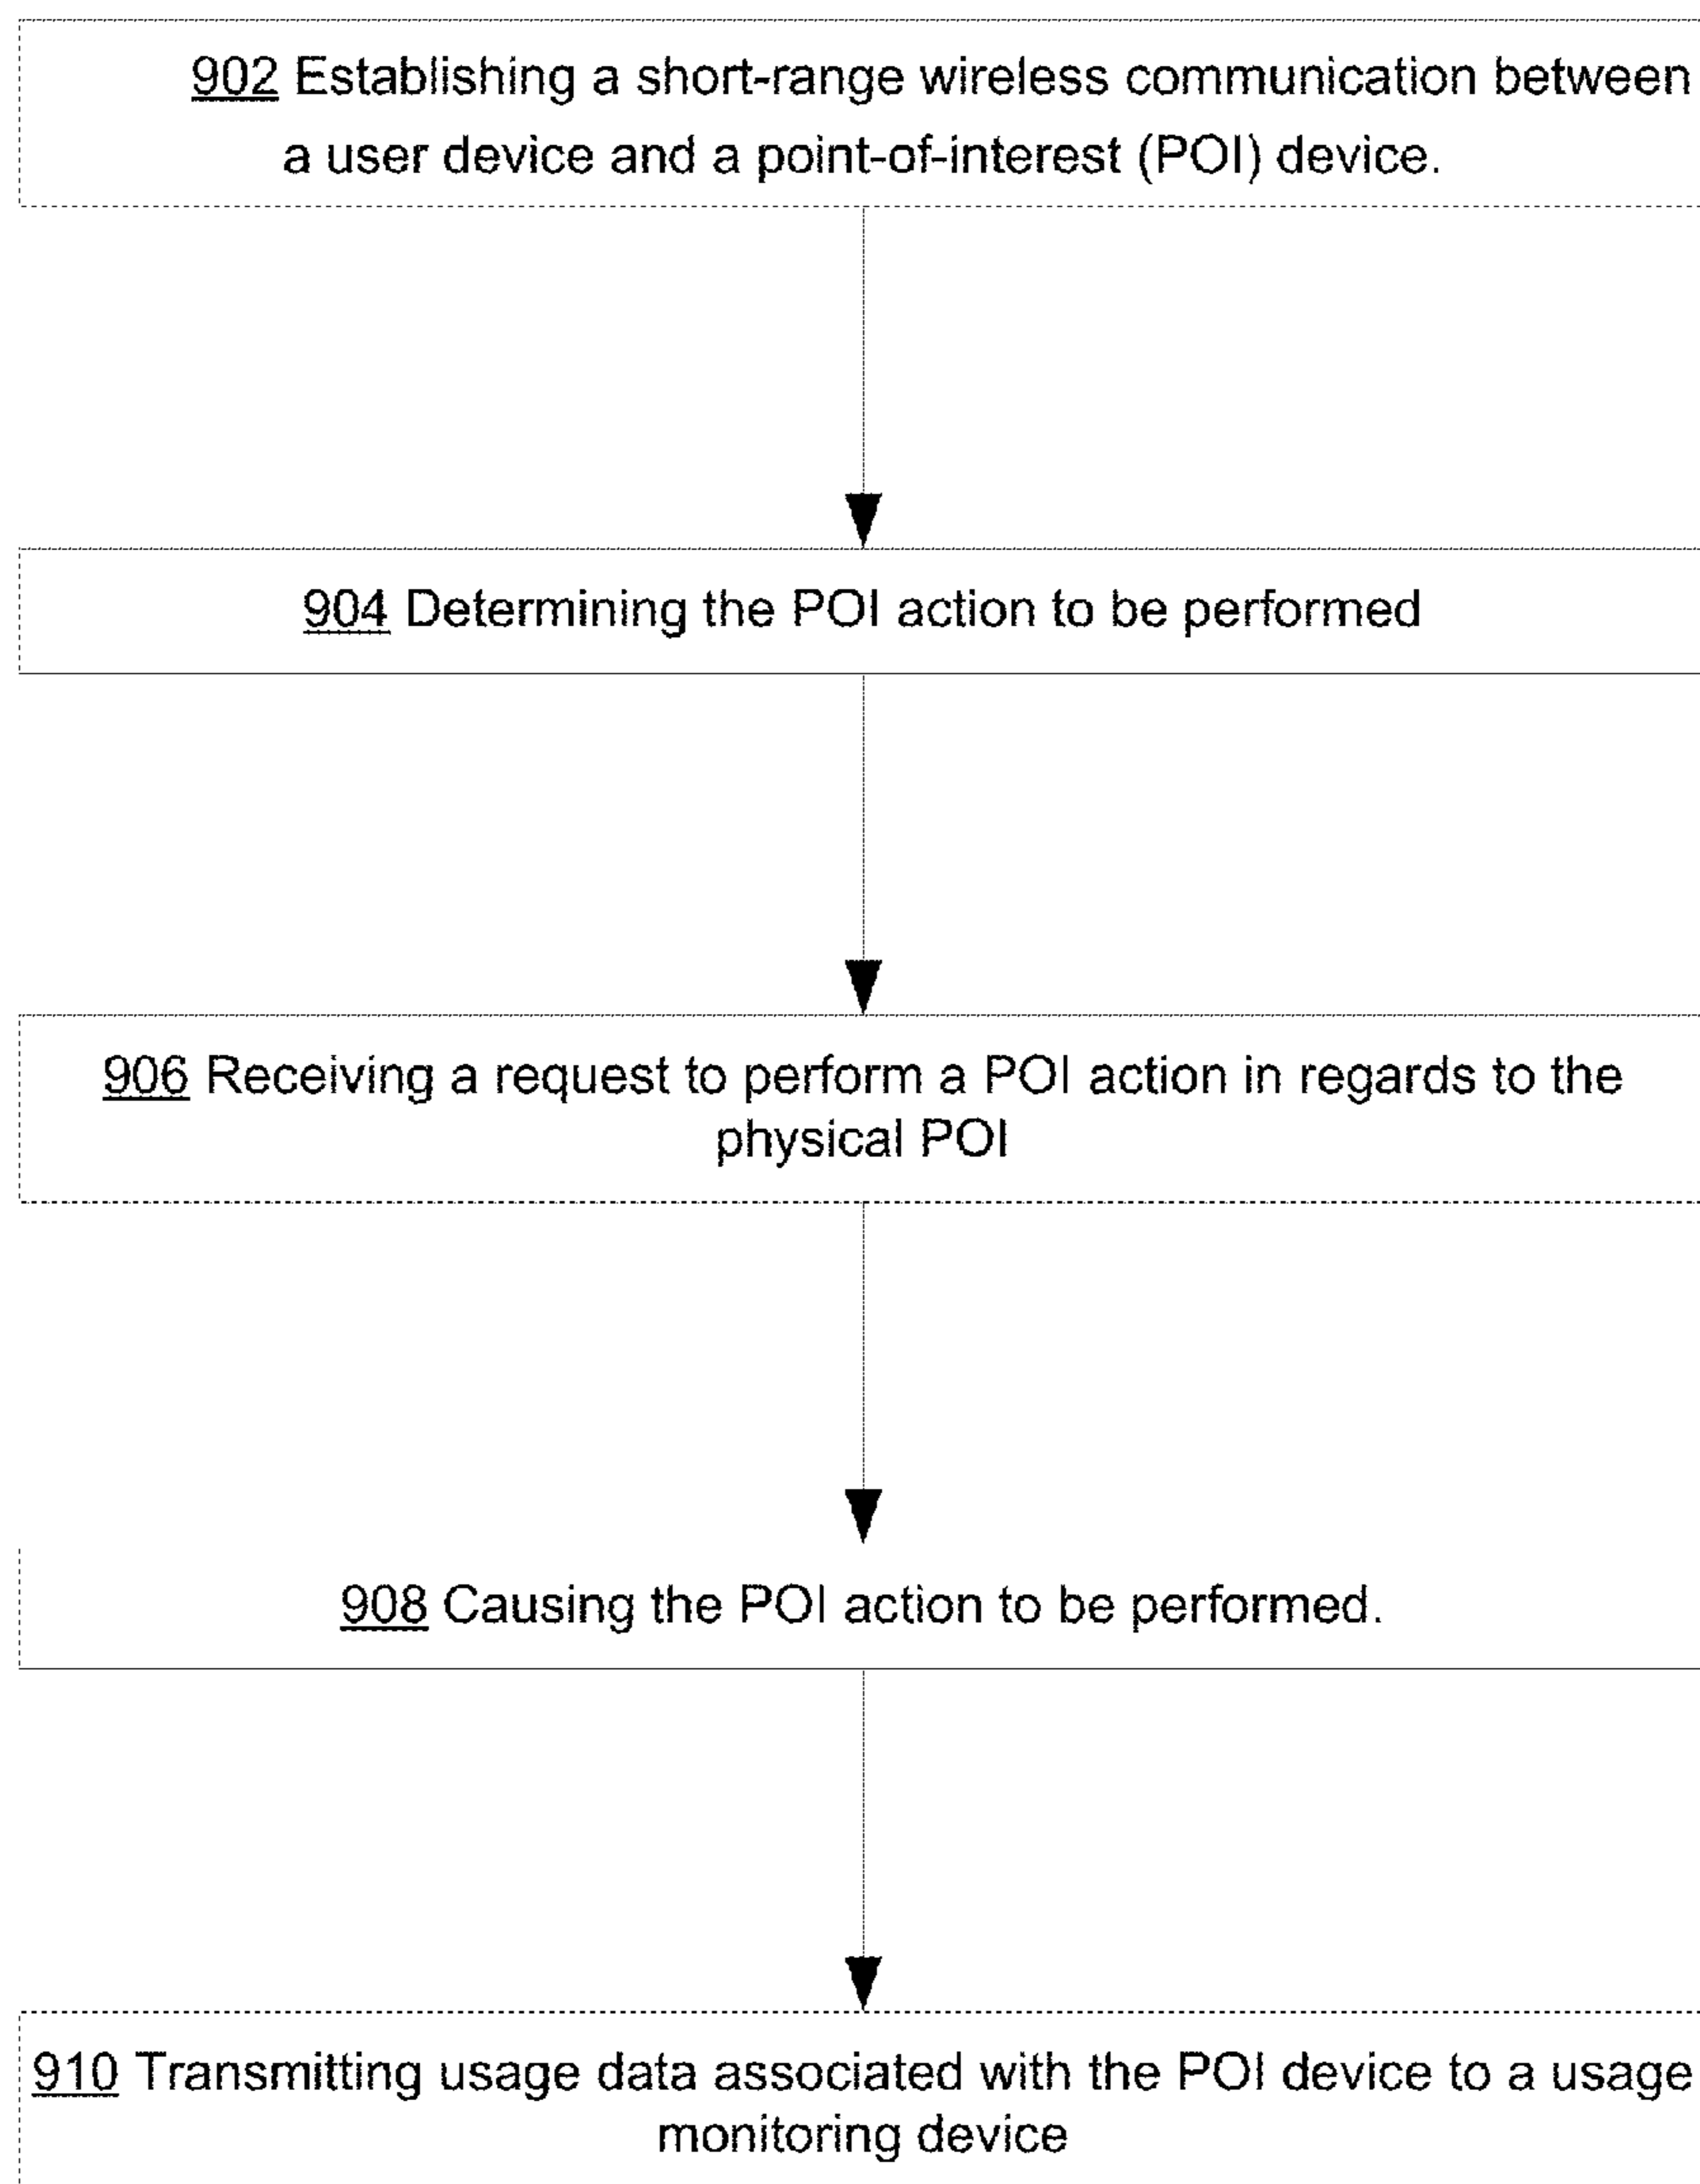 902 Establishing a short-range wireless communication between
a user device and a point-of-interest (POI) device.
904 Determining the POI action to be performed
906 Receiving a request to perform a POI action in regards to the
physical POI
908 Causing the POI action to be performed.
910 Transmitting usage data associated with the POI device to a usage
monitoring device